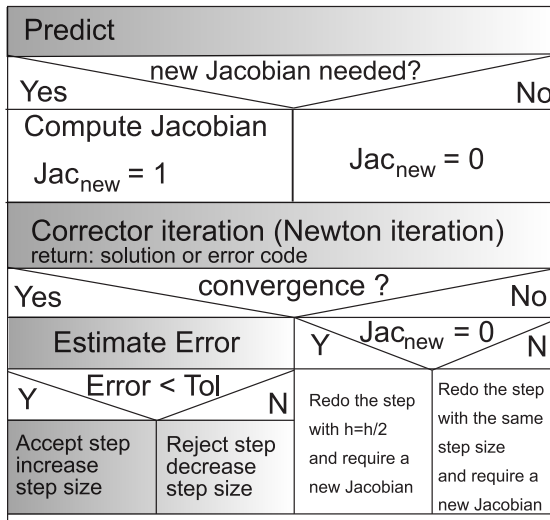 Predict
new Jacobian needed?
Yes
No
Compute Jacobian
Jac_new = 1
Jac_new = 0
Corrector iteration (Newton iteration)
return: solution or error code
convergence ?
Yes
No
Estimate Error
Jac_new = 0
Y
N
Error < Tol
Y
N
Accept step
increase
step size
Reject step
decrease
step size
Redo the step
with h=h/2
and require a
new Jacobian
Redo the step
with the same
step size
and require a
new Jacobian